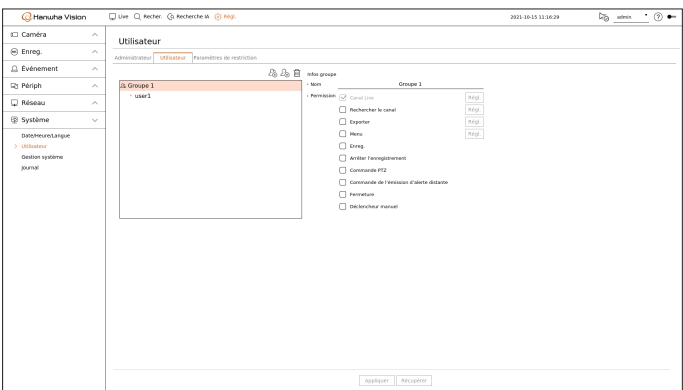 Hanwha Vision
Live Recher. Recherche IA Régl.
2021-10-15 11:16:29
admin
Caméra
Enreg.
Événement
Périph
Réseau
Système
Date/Heure/Langue
Utilisateur
Gestion système
Journal
Utilisateur
Administrateur Utilisateur Paramètres de restriction
Groupe 1
user1
Infos groupe
Nom Groupe 1
Permission Canal Live Régl.
Rechercher le canal Régl.
Exporter Régl.
Menu Régl.
Enreg.
Arrêter l'enregistrement
Commande PTZ
Commande de l'émission d'alerte distante
Fermeture
Déclencheur manuel
Appliquer Récupérer